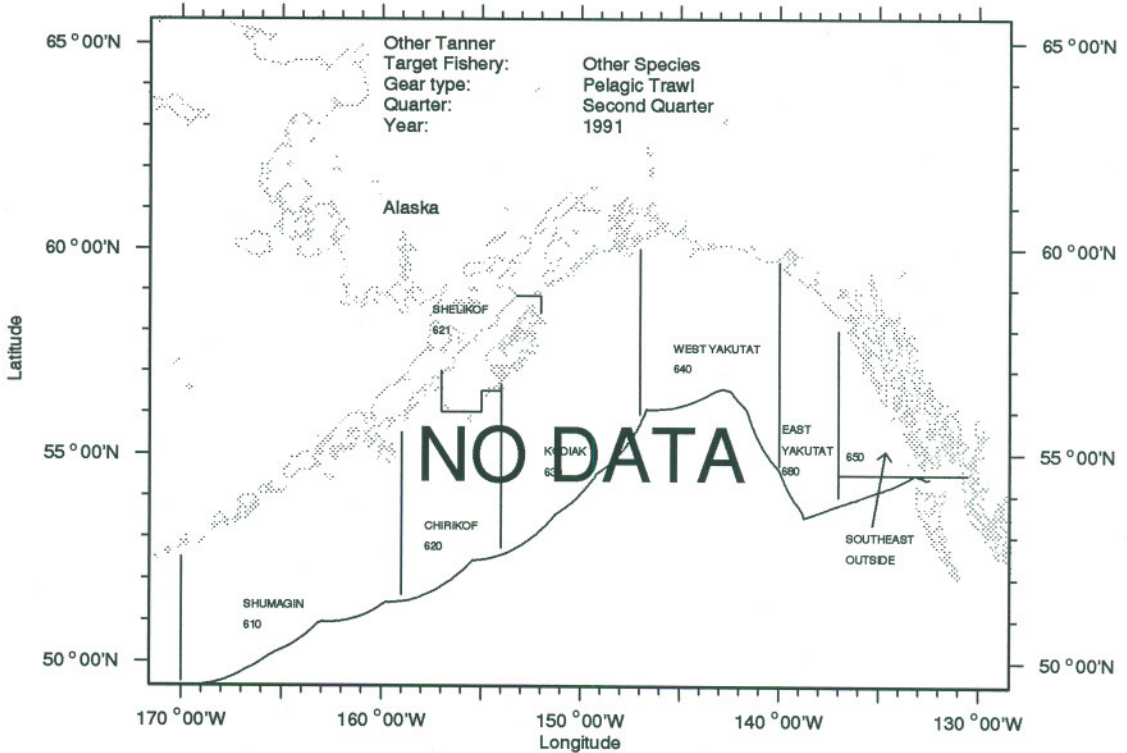 65 °00'N
65 °00'N
Other Tanner
Target Fishery: Other Species
Gear type: Pelagic Trawl
Quarter: Second Quarter
Year: 1991
Alaska
60 °00'N
60 °00'N
SHELIKOF
621
WEST YAKUTAT
640
Latitude
NO DATA
KODIAK
EAST
YAKUTAT
680
650
55 °00'N
55 °00'N
CHIRIKOF
620
SOUTHEAST
OUTSIDE
SHUMAGIN
610
50 °00'N
50 °00'N
170 °00'W
160 °00'W
150 °00'W
140 °00'W
130 °00'W
Longitude